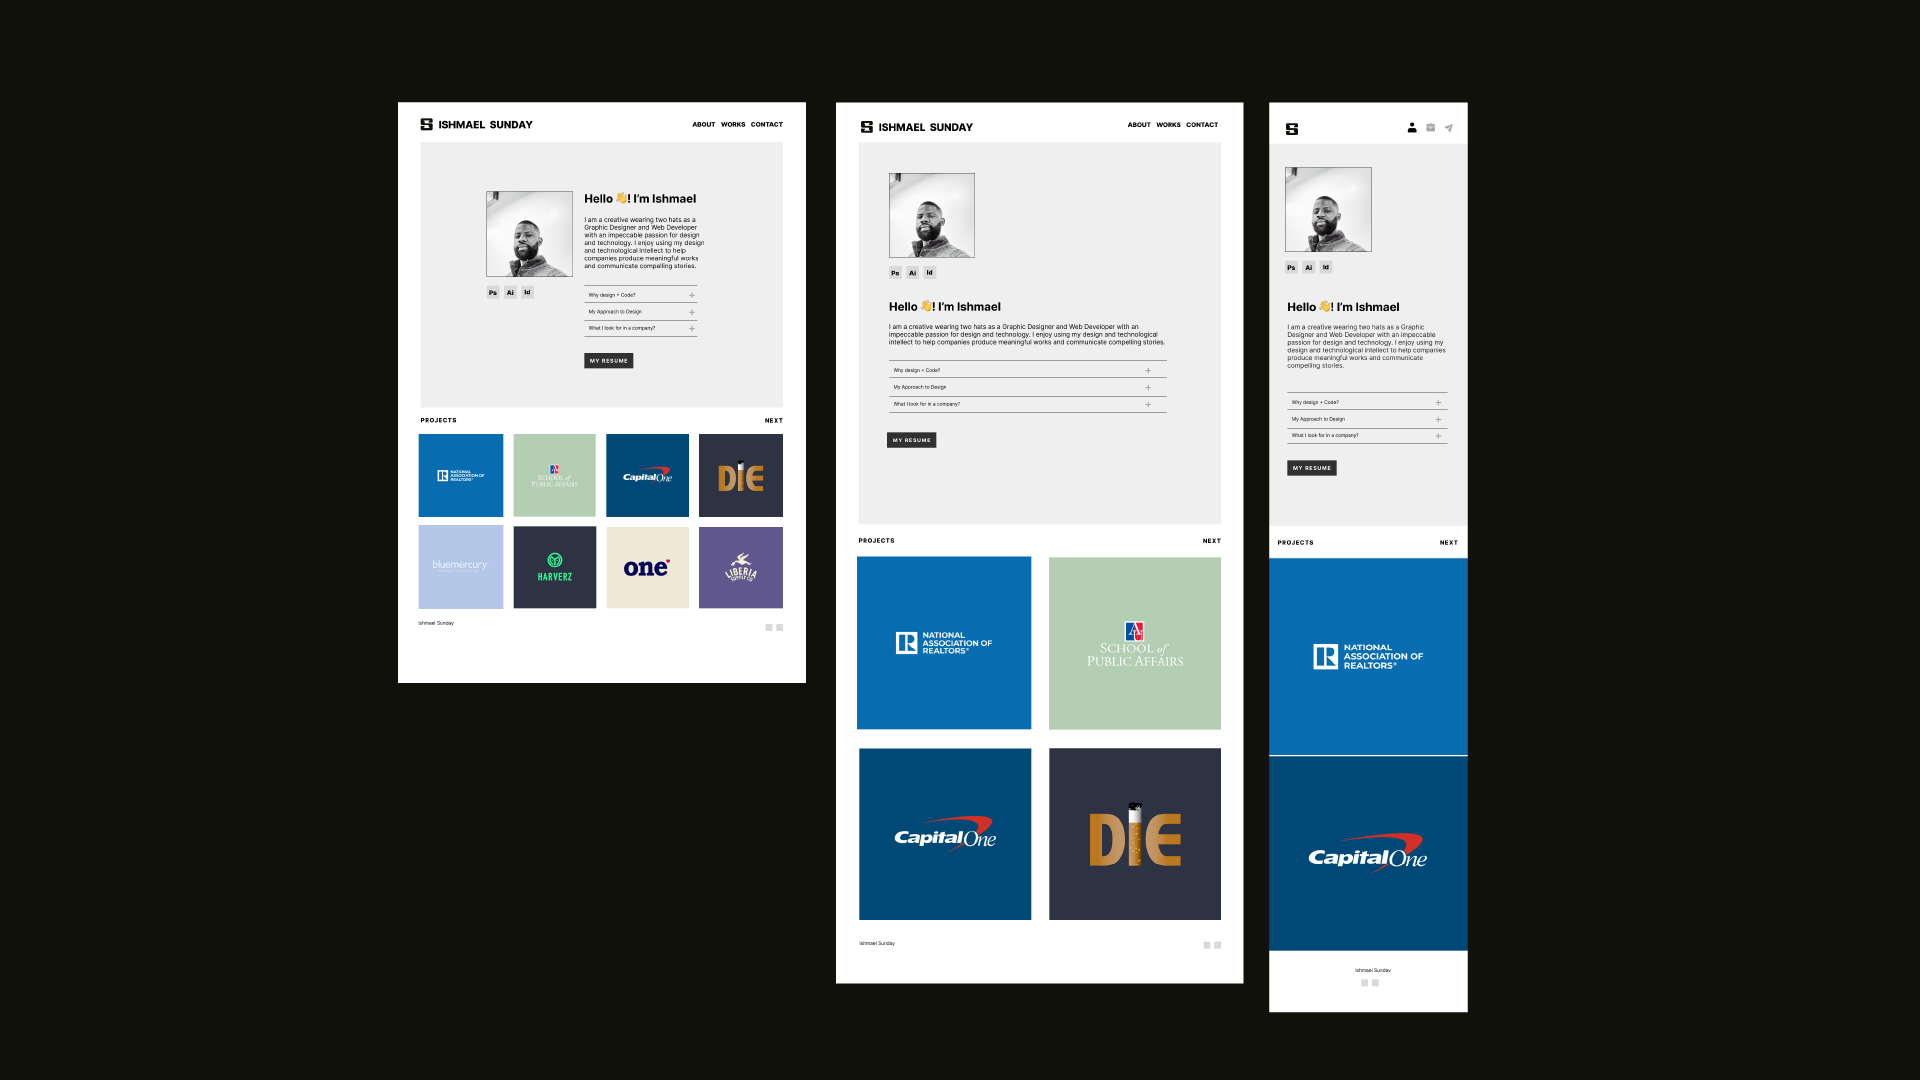 ISHMAEL SUNDAY
ABOUT WORKS CONTACT
Hello 👋! I'm Ishmael
I am a creative wearing two hats as a
Graphic Designer and Web Developer
with an impeccable passion for design
and technology. I enjoy using my design
and technological intellect to help
companies produce meaningful works
and communicate compelling stories.
Ps Ai Id
Why design + Code? +
My Approach to Design +
What I look for in a company? +
MY RESUME
PROJECTS
NEXT
NATIONAL
ASSOCIATION OF
REALTORS®
SCHOOL of
PUBLIC AFFAIRS
CapitalOne
DIE
bluemercury
HARVERZ
one
LIBERIA
SUPPLY CO
Ishmael Sunday
ISHMAEL SUNDAY
ABOUT WORKS CONTACT
Ps Ai Id
Hello 👋! I'm Ishmael
I am a creative wearing two hats as a Graphic Designer and Web Developer with an
impeccable passion for design and technology. I enjoy using my design and technological
intellect to help companies produce meaningful works and communicate compelling stories.
Why design + Code? +
My Approach to Design +
What I look for in a company? +
MY RESUME
PROJECTS
NEXT
NATIONAL
ASSOCIATION OF
REALTORS®
AU
SCHOOL of
PUBLIC AFFAIRS
CapitalOne
DIE
Ishmael Sunday
Ps Ai Id
Hello 👋! I'm Ishmael
I am a creative wearing two hats as a Graphic
Designer and Web Developer with an impeccable
passion for design and technology. I enjoy using my
design and technological intellect to help companies
produce meaningful works and communicate
compelling stories.
Why design + Code? +
My Approach to Design +
What I look for in a company? +
MY RESUME
PROJECTS
NEXT
NATIONAL
ASSOCIATION OF
REALTORS®
CapitalOne
Ishmael Sunday